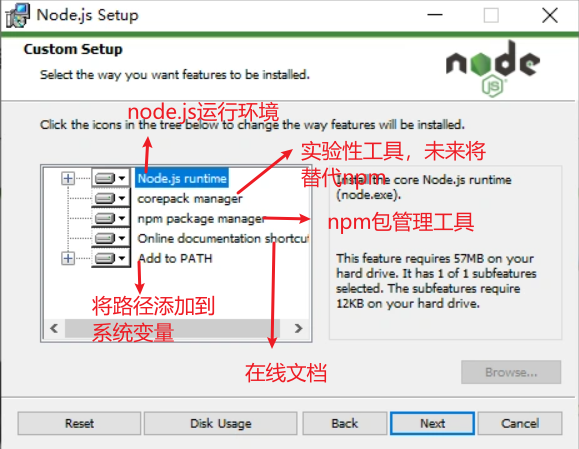 Node.js Setup
Custom Setup
Select the way you want features to be installed.
node
JS
node.js运行环境
Click the icons in the tree below to change the way features will be installed.
实验性工具，未来将
替代npm
Node.js runtime
corepack manager
npm package manager
Online documentation shortcut
Add to PATH
Install the core Node.js runtime
(node.exe).
npm包管理工具
This feature requires 57MB on your
hard drive. It has 1 of 1 subfeatures
selected. The subfeatures require
12KB on your hard drive.
将路径添加到
系统变量
在线文档
Browse...
Reset
Disk Usage
Back
Next
Cancel